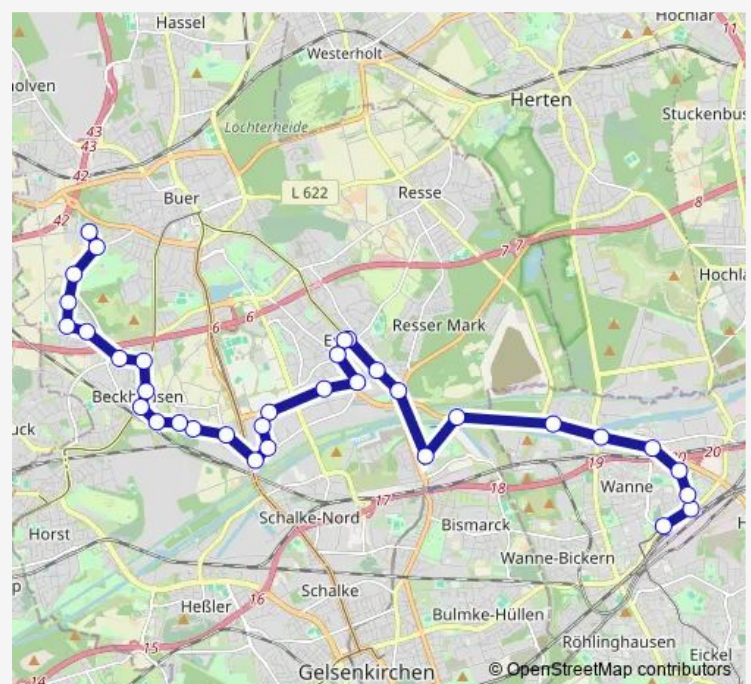 Hassel
Hochlar
11
Westerholt
Herten
Stuckenbus
43
43
Lochterheide
42
Buer
L 622
Resse
8
42
7 7
Hochla
6
6
Resser Mark
Beckhausen
19
20
20
18
Wanne
17
Horst
Schalke-Nord
Bismarck
Wanne-Bickern
Schalke
16
Heßler
Bulmke-Hüllen
15
Röhlinghausen
Eickel
14
Gelsenkirchen
© OpenStreetMap contributors